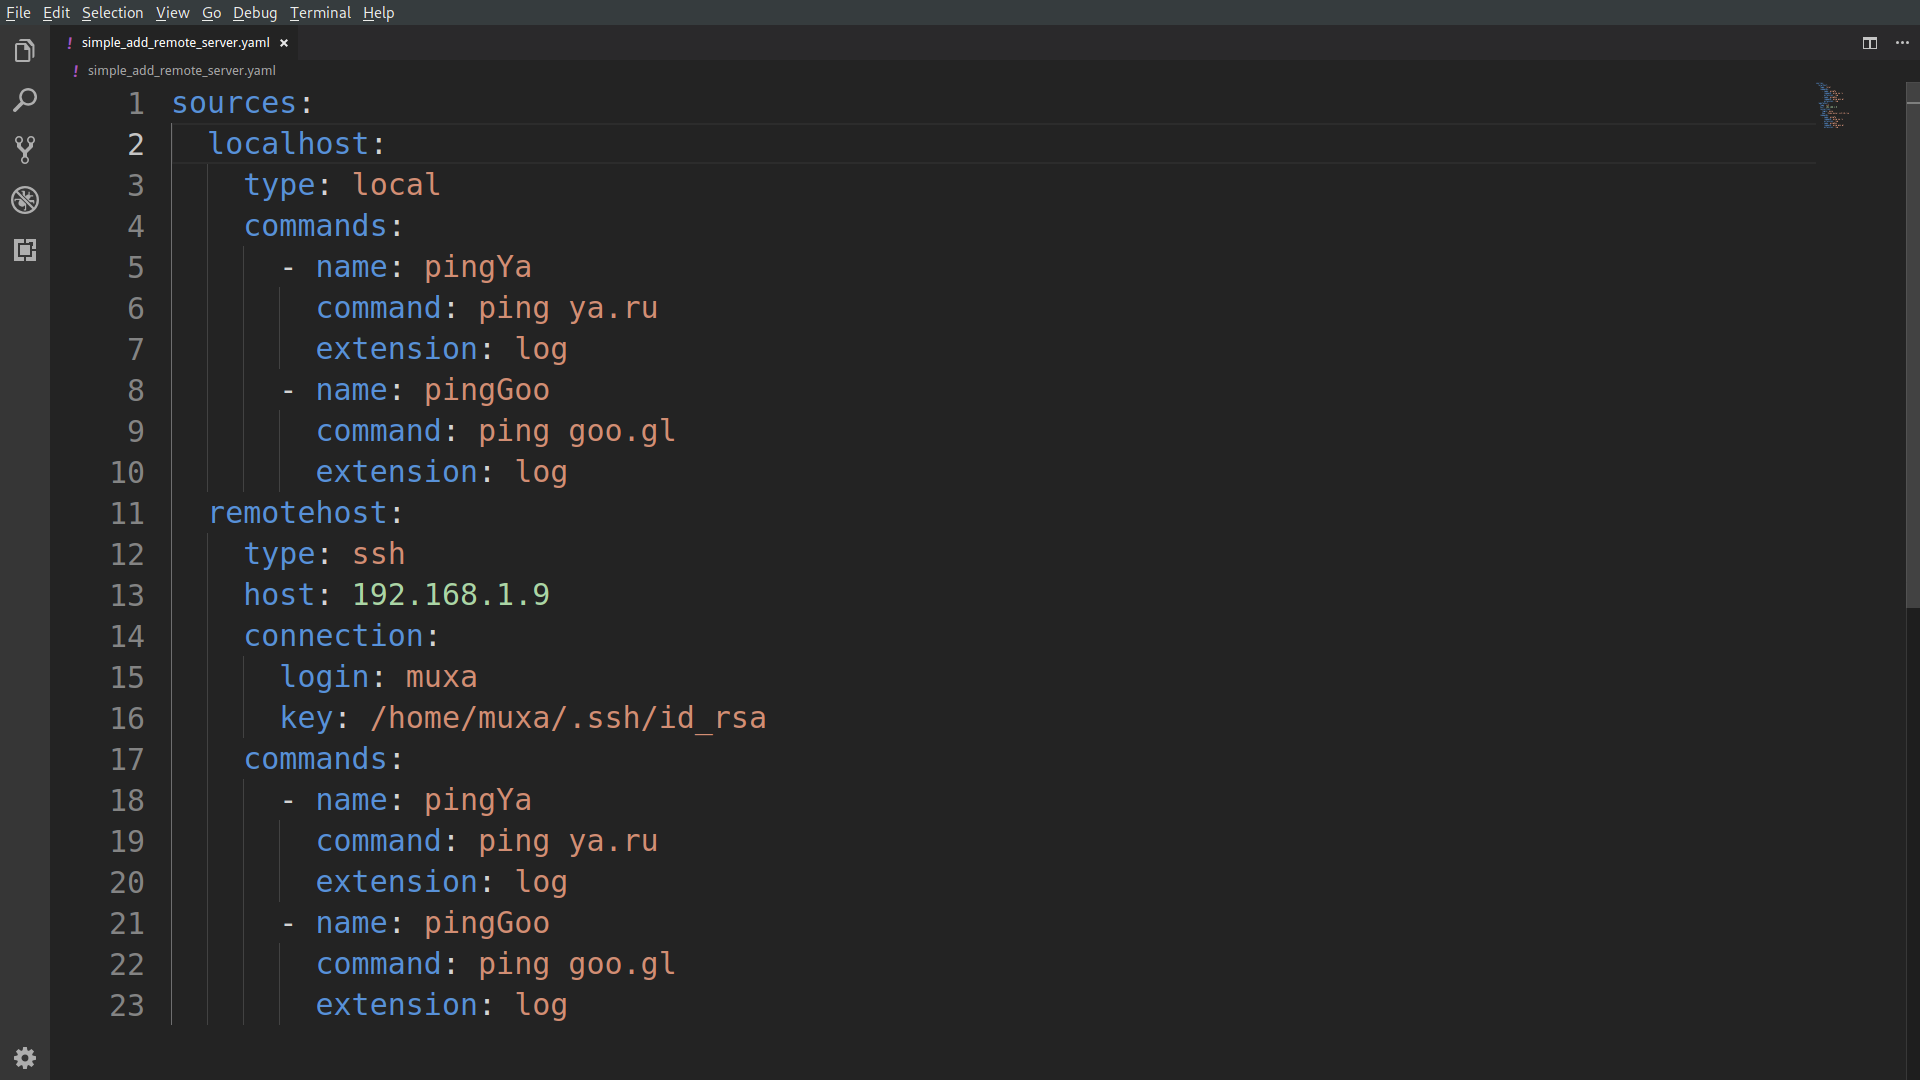 File Edit Selection View Go Debug Terminal Help
! simple_add_remote_server.yaml ×
! simple_add_remote_server.yaml
1 sources:
2   localhost:
3     type: local
4     commands:
5       - name: pingYa
6         command: ping ya.ru
7         extension: log
8       - name: pingGoo
9         command: ping goo.gl
10         extension: log
11   remotehost:
12     type: ssh
13     host: 192.168.1.9
14     connection:
15       login: muxa
16       key: /home/muxa/.ssh/id_rsa
17     commands:
18       - name: pingYa
19         command: ping ya.ru
20         extension: log
21       - name: pingGoo
22         command: ping goo.gl
23         extension: log